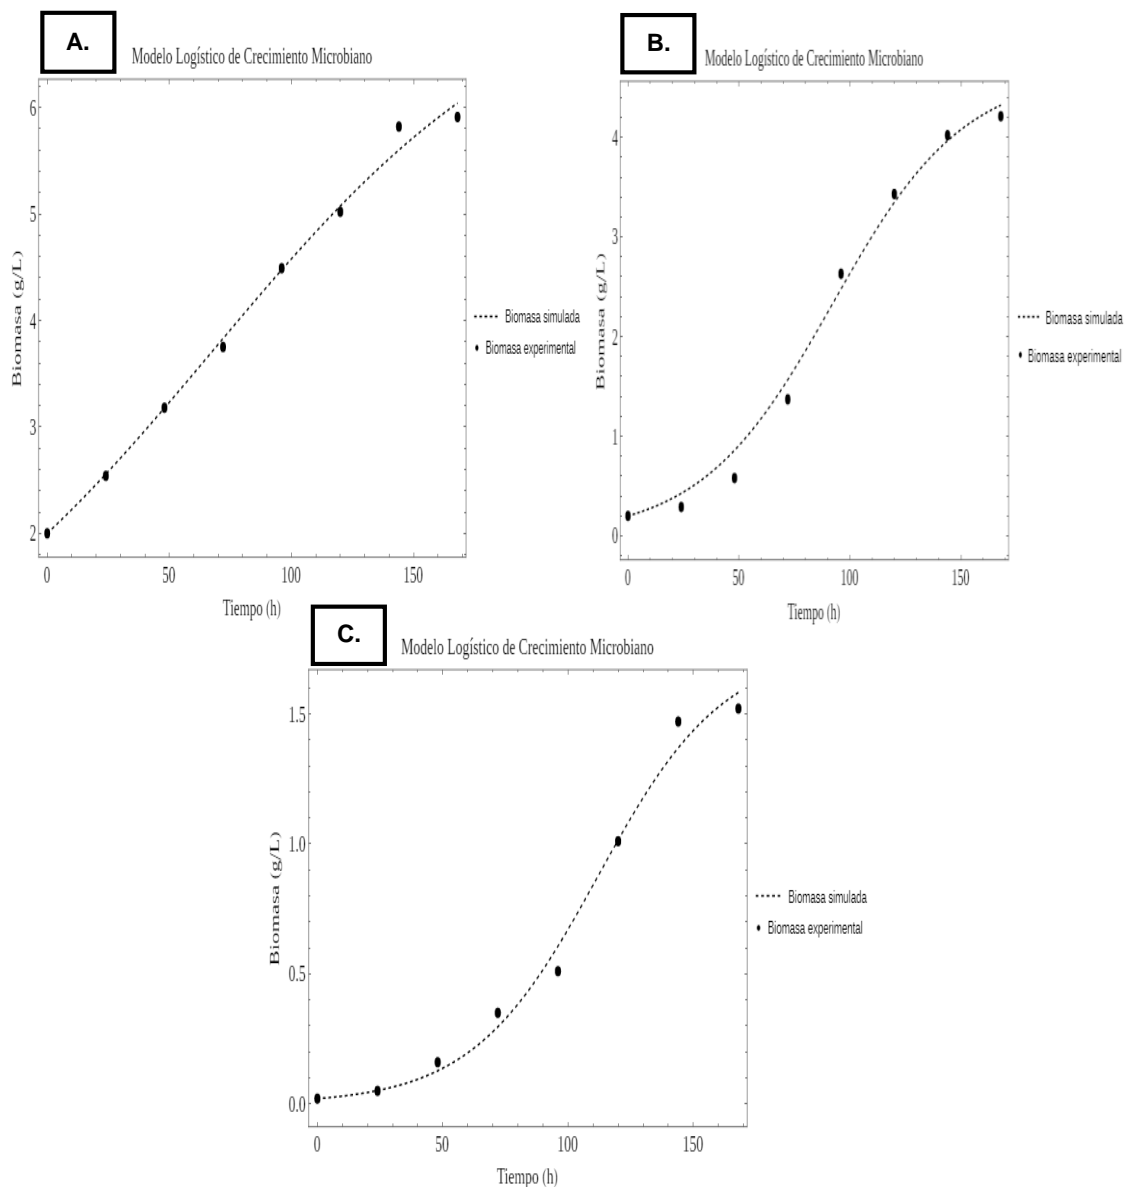 A.
Modelo Logístico de Crecimiento Microbiano
6
5
4
3
2
Biomasa (g/L)
0 50 100 150
Tiempo (h)
Biomasa simulada
Biomasa experimental
B.
Modelo Logístico de Crecimiento Microbiano
4
3
2
1
0
Biomasa (g/L)
0 50 100 150
Tiempo (h)
Biomasa simulada
Biomasa experimental
C.
Modelo Logístico de Crecimiento Microbiano
1.5
1.0
0.5
0.0
Biomasa (g/L)
0 50 100 150
Tiempo (h)
Biomasa simulada
Biomasa experimental